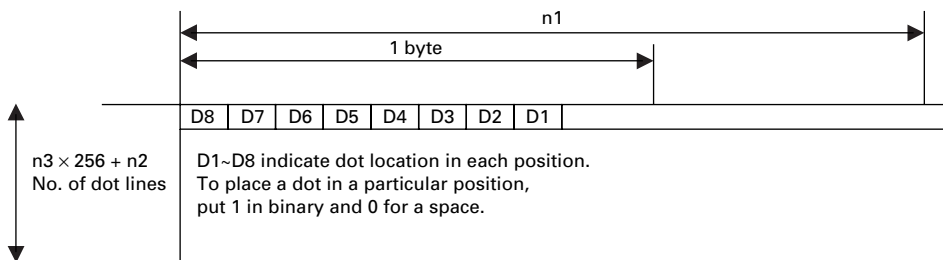 n1
1 byte
D8 D7 D6 D5 D4 D3 D2 D1
n3 × 256 + n2
No. of dot lines
D1~D8 indicate dot location in each position.
To place a dot in a particular position,
put 1 in binary and 0 for a space.